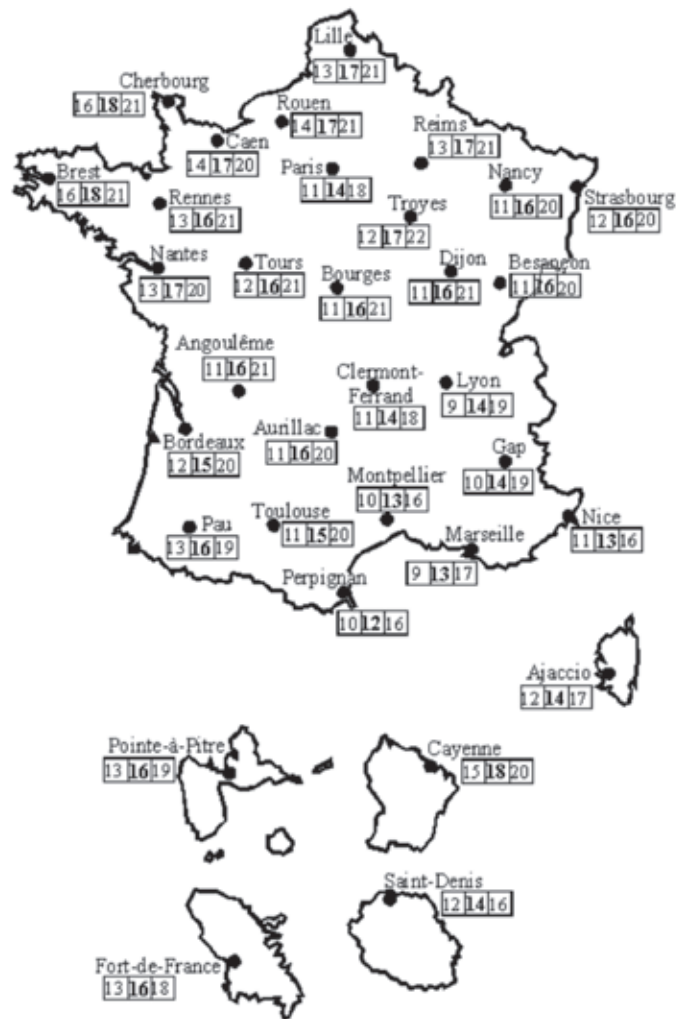 Lille
13 17 21
Cherbourg
16 18 21
Rouen
14 17 21
Caen
14 17 20
Reims
13 17 21
Paris
11 14 18
Nancy
11 16 20
Strasbourg
12 16 20
Brest
16 18 21
Rennes
13 16 21
Troyes
12 17 22
Nantes
13 17 20
Tours
12 16 21
Bourges
11 16 21
Dijon
11 16 21
Besançon
11 16 20
Angoulême
11 16 21
Clermont-
Ferrand
11 14 18
Lyon
9 14 19
Aurillac
11 16 20
Bordeaux
12 15 20
Gap
10 14 19
Montpellier
10 13 16
Toulouse
11 15 20
Pau
13 16 19
Marseille
9 13 17
Nice
11 13 16
Perpignan
10 12 16
Ajaccio
12 14 17
Pointe-à-Pitre
13 16 19
Cayenne
15 18 20
Saint-Denis
12 14 16
Fort-de-France
13 16 18